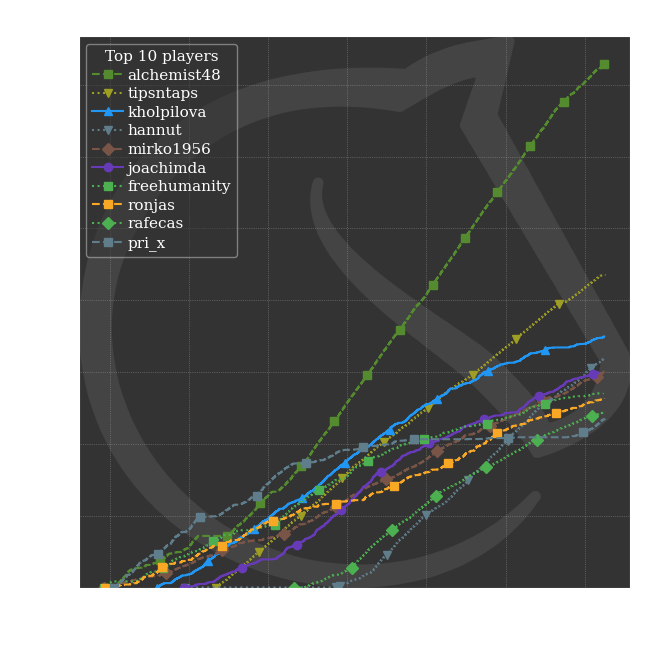 Top 10 players
alchemist48
tipsntaps
kholpilova
hannut
mirko1956
joachimda
freehumanity
ronjas
rafecas
pri_x